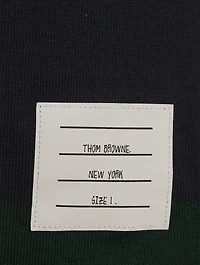 THOM BROWNE.
NEW YORK
SIZE 1.